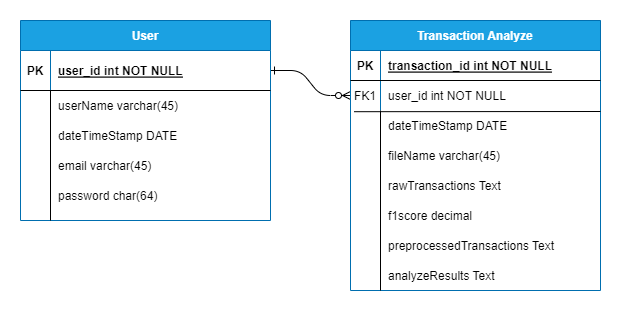 User
PK user_id int NOT NULL
userName varchar(45)
dateTimeStamp DATE
email varchar(45)
password char(64)
Transaction Analyze
PK transaction_id int NOT NULL
FK1 user_id int NOT NULL
dateTimeStamp DATE
fileName varchar(45)
rawTransactions Text
f1score decimal
preprocessedTransactions Text
analyzeResults Text